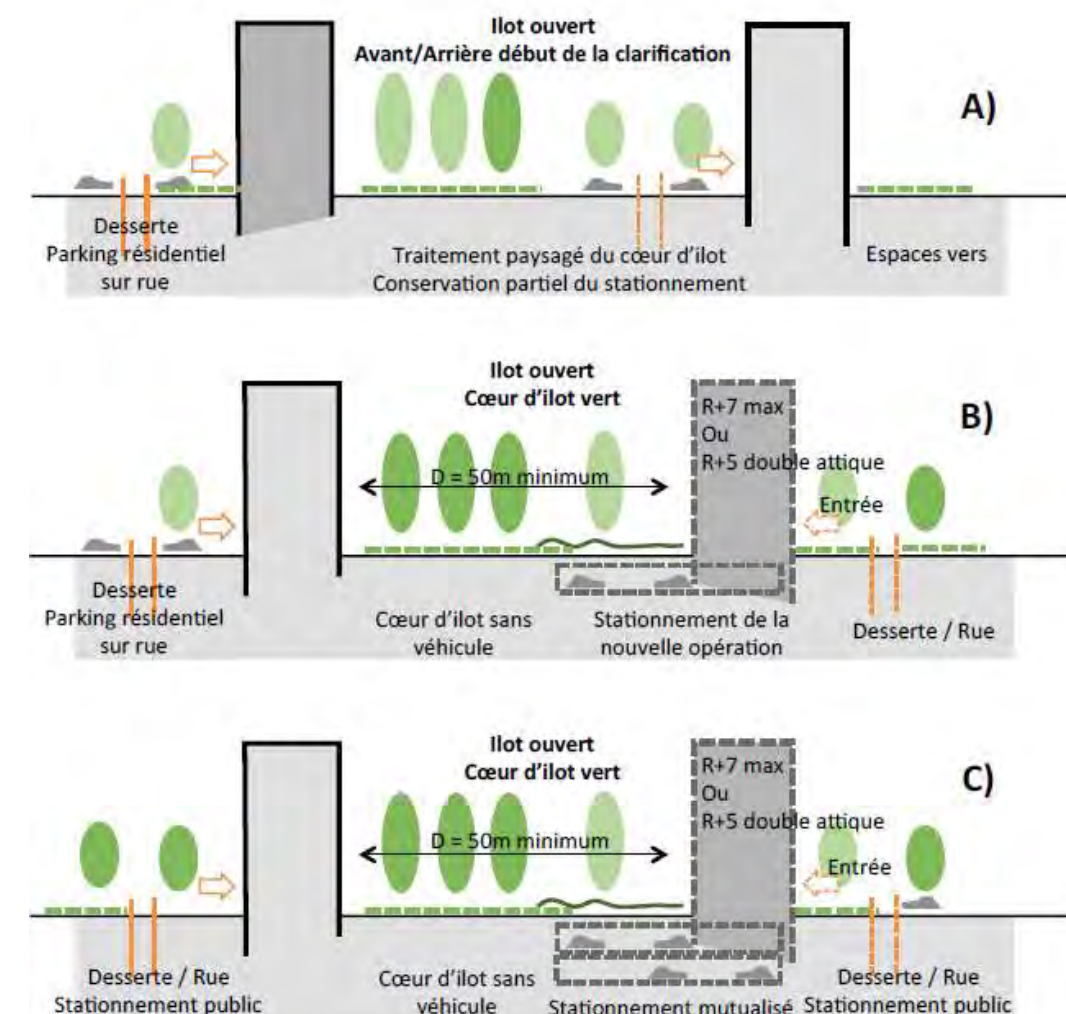 Ilot ouvert
Avant/Arrière début de la clarification
A)
Desserte
Parking résidentiel
sur rue
Traitement paysagé du cœur d'ilot
Conservation partiel du stationnement
Espaces vers
Ilot ouvert
Cœur d'ilot vert
B)
R+7 max
Ou
R+5 double attique
D = 50m minimum
Entrée
Desserte
Parking résidentiel
sur rue
Cœur d'ilot sans
véhicule
Stationnement de la
nouvelle opération
Desserte / Rue
Ilot ouvert
Cœur d'ilot vert
C)
R+7 max
Ou
R+5 double attique
D = 50m minimum
Entrée
Desserte / Rue
Stationnement public
Cœur d'ilot sans
véhicule
Stationnement mutualisé
Desserte / Rue
Stationnement public